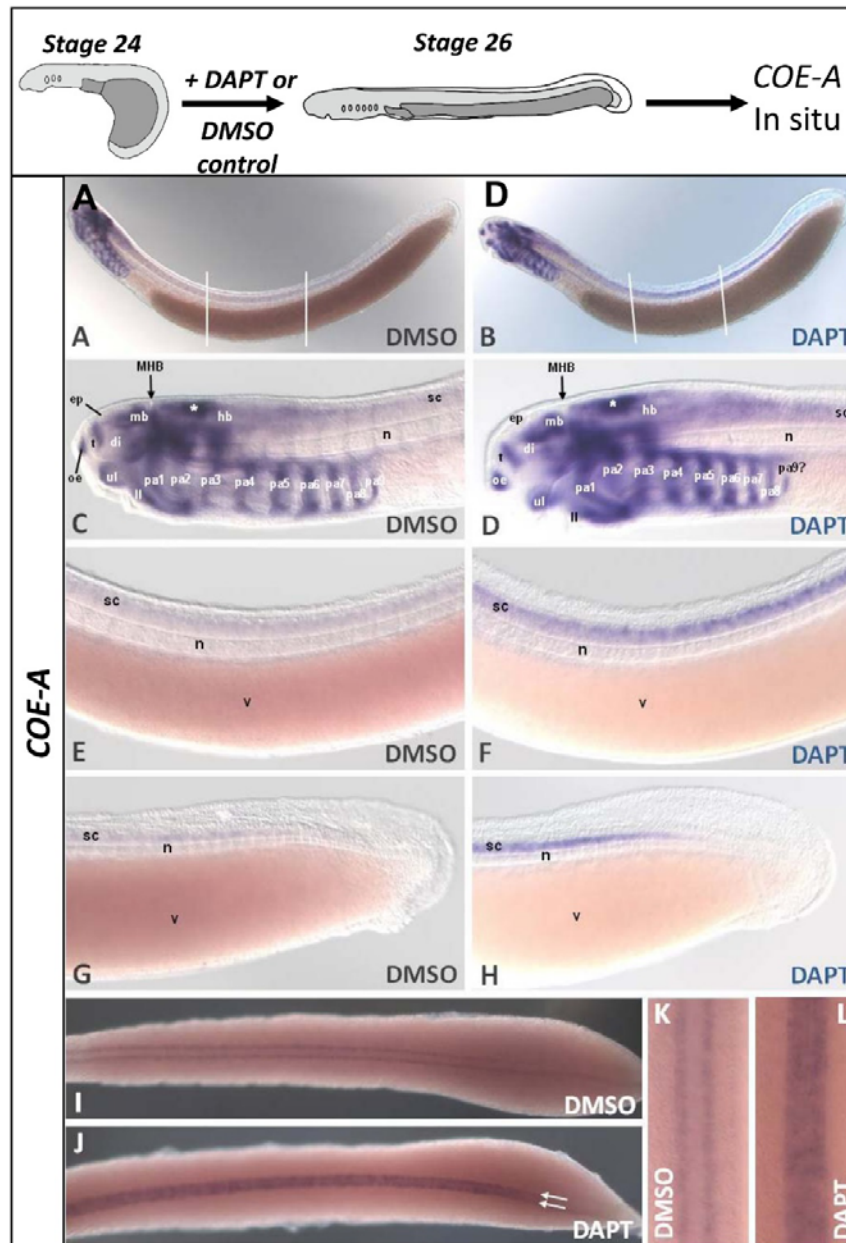 Stage 24
Stage 26
+ DAPT or
DMSO
control
COE-A
In situ
COE-A
A
A
DMSO
D
B
DAPT
MHB
ep
mb
*
hb
sc
t
di
n
oe
ul
ll
pa1
pa2
pa3
pa4
pa5
pa6
pa7
pa8
C
DMSO
MHB
ep
mb
*
hb
sc
t
di
n
oe
ul
ll
pa1
pa2
pa3
pa4
pa5
pa6
pa7
pa8
pa9?
D
DAPT
sc
n
v
E
DMSO
sc
n
v
F
DAPT
sc
n
v
G
DMSO
sc
n
v
H
DAPT
I
DMSO
J
DAPT
K
DMSO
L
DAPT